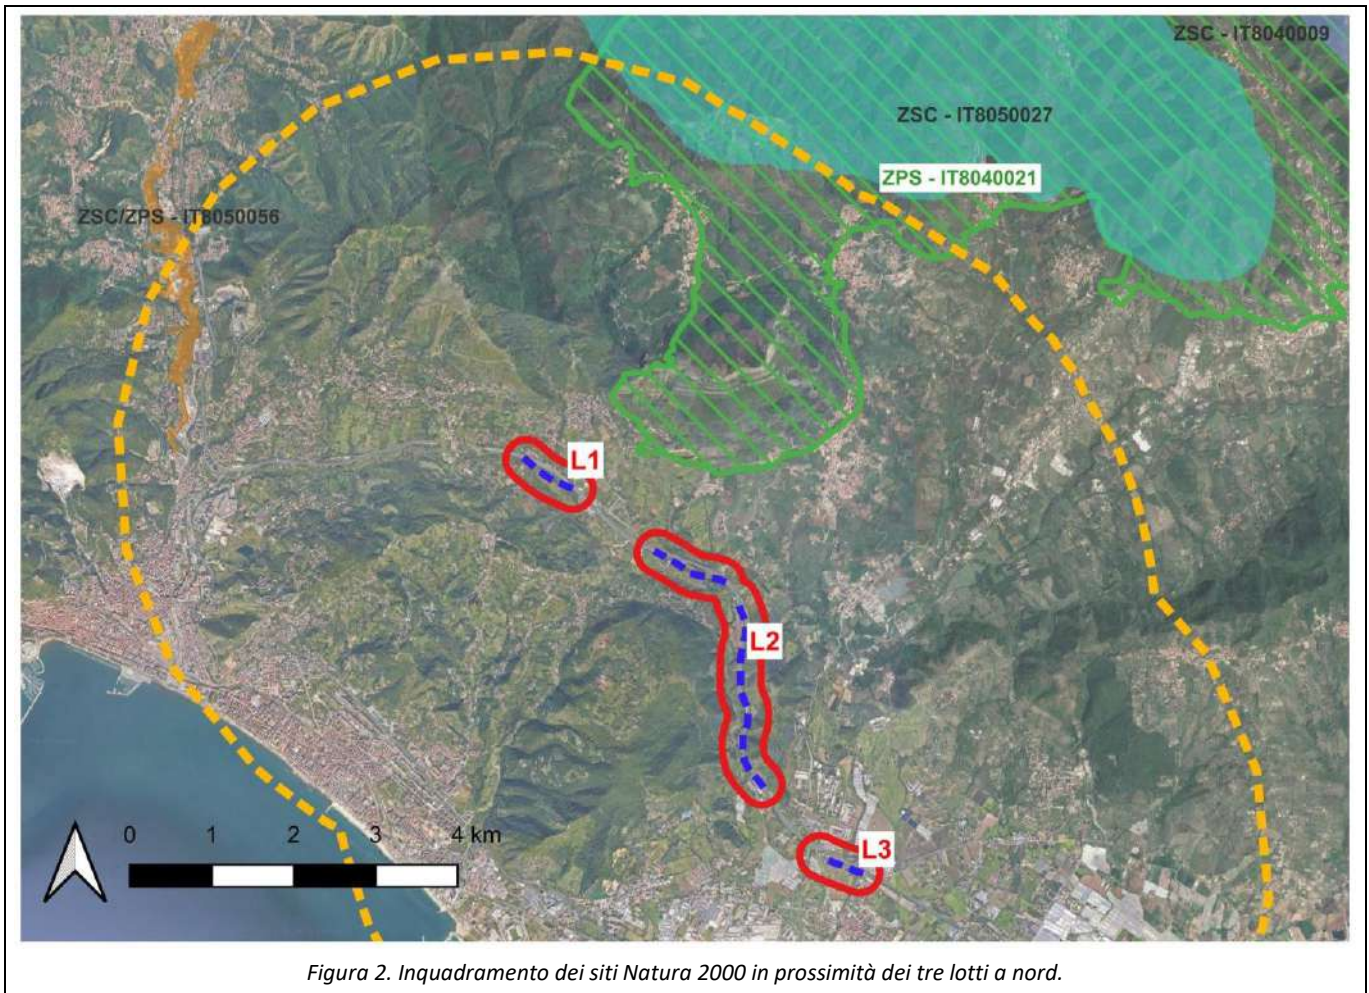 ZSC - IT8040009
ZSC - IT8050027
ZPS - IT8040021
ZSC/ZPS - IT8050056
L1
L2
L3
0 1 2 3 4 km
Figura 2. Inquadramento dei siti Natura 2000 in prossimità dei tre lotti a nord.